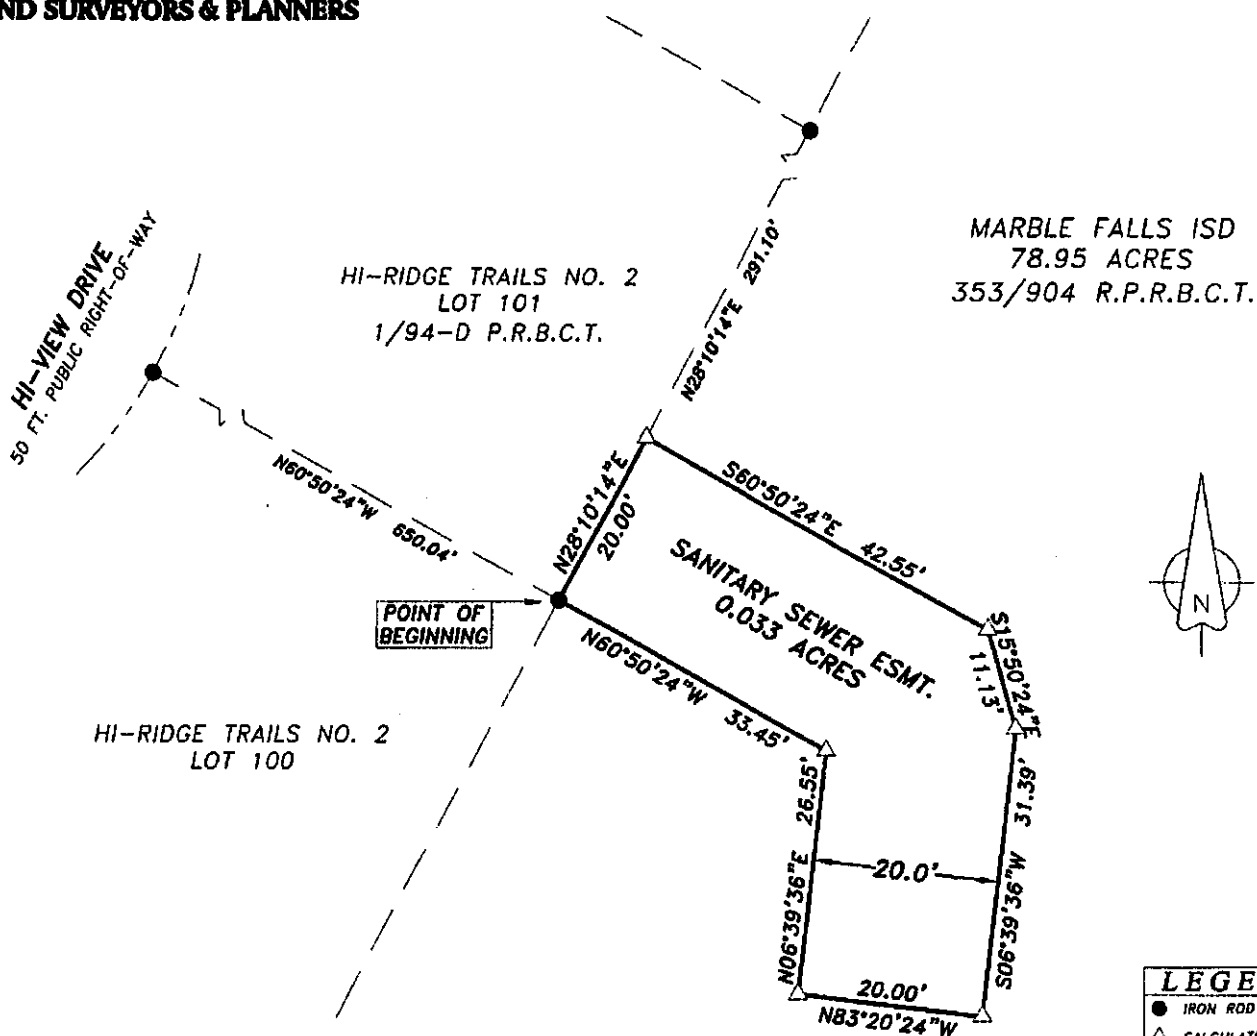 ND SURVEYORS & PLANNERS
MARBLE FALLS ISD
78.95 ACRES
353/904 R.P.R.B.C.T.
HI-VIEW DRIVE
50 FT. PUBLIC RIGHT-OF-WAY
HI-RIDGE TRAILS NO. 2
LOT 101
1/94-D P.R.B.C.T.
N28°10'14"E 291.10'
N60°50'24"W 650.04'
N28°10'14"E
20.00'
S60°50'24"E 42.55'
SANITARY SEWER ESMT.
0.033 ACRES
POINT OF
BEGINNING
N60°50'24"W 33.45'
S15°50'24"E
11.13'
N
HI-RIDGE TRAILS NO. 2
LOT 100
N06°39'36"E 26.55'
20.0'
S06°39'36"W 31.39'
20.00'
N83°20'24"W
LEGE
IRON ROD
CALCULAT